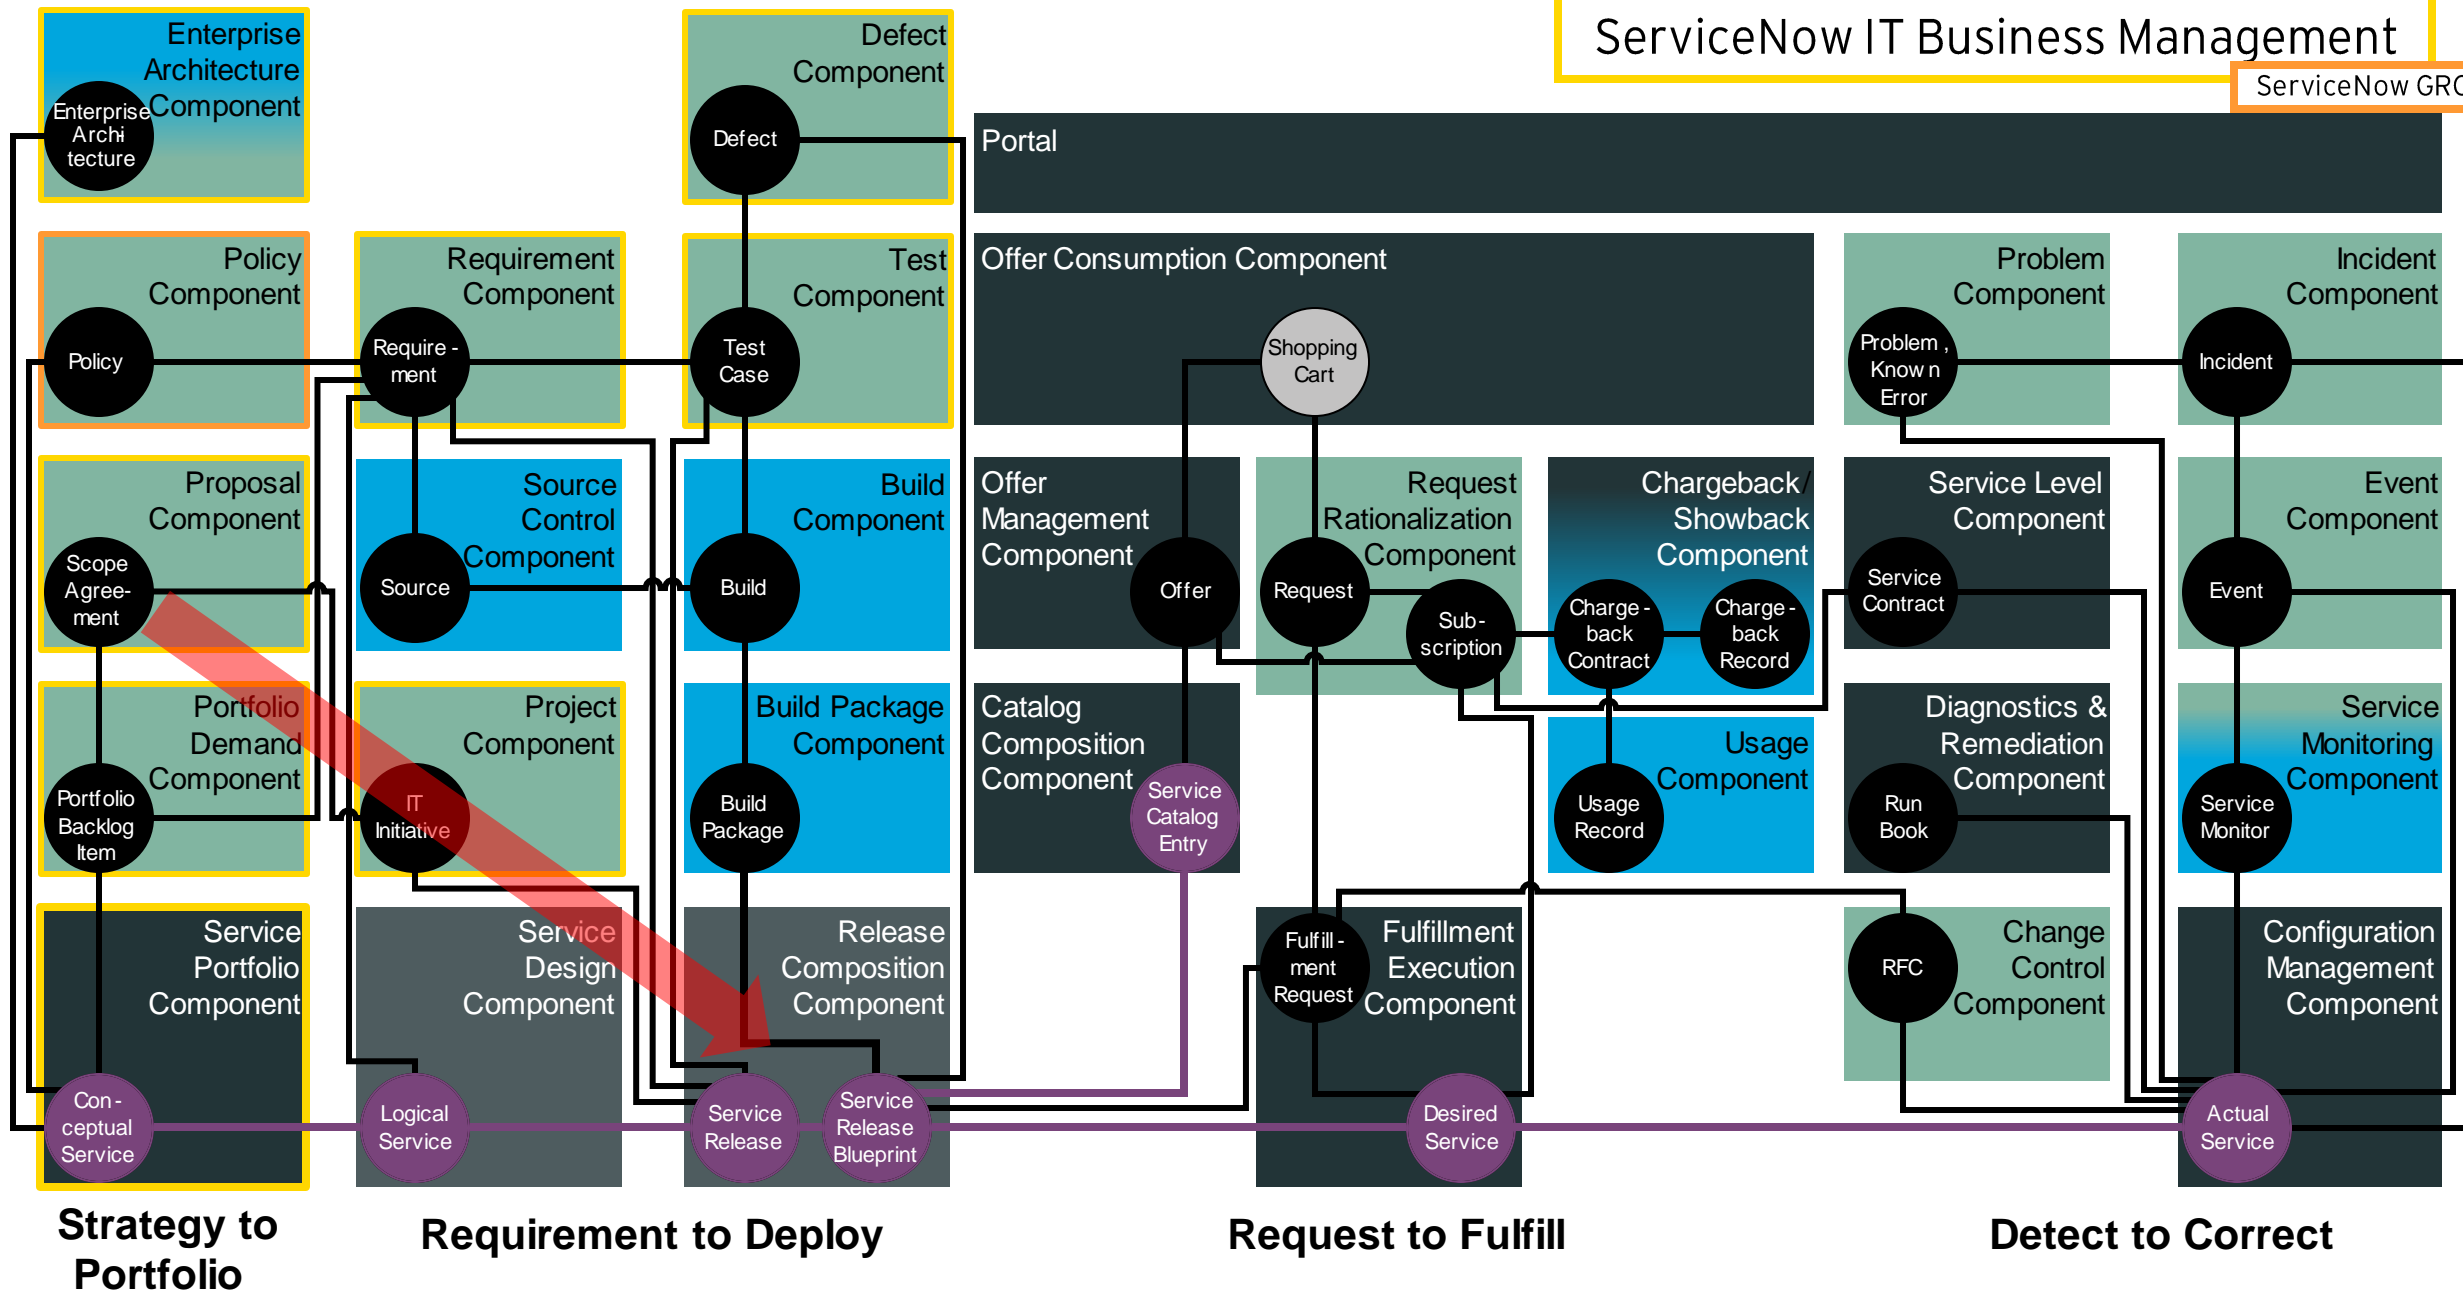 ServiceNow IT Business Management
ServiceNow GRC
Enterprise
Architecture
Component
Enterprise
Archi-
tecture
Defect
Component
Defect
Portal
Policy
Component
Policy
Requirement
Component
Require -
ment
Test
Component
Test
Case
Offer Consumption Component
Shopping
Cart
Problem
Component
Problem ,
Known
Error
Incident
Component
Incident
Proposal
Component
Scope
Agree-
ment
Source
Control
Component
Source
Build
Component
Build
Offer
Management
Component
Offer
Request
Rationalization
Component
Request
Sub-
scription
Chargeback/
Showback
Component
Charge -
back
Contract
Charge -
back
Record
Service Level
Component
Service
Contract
Event
Component
Event
Portfolio
Demand
Component
Portfolio
Backlog
Item
Project
Component
IT
Initiative
Build Package
Component
Build
Package
Catalog
Composition
Component
Service
Catalog
Entry
Usage
Component
Usage
Record
Diagnostics &
Remediation
Component
Run
Book
Service
Monitoring
Component
Service
Monitor
Service
Portfolio
Component
Con -
ceptual
Service
Service
Design
Component
Logical
Service
Release
Composition
Component
Service
Release
Service
Release
Blueprint
Fulfillment
Execution
Component
Fulfill -
ment
Request
Desired
Service
Change
Control
Component
RFC
Configuration
Management
Component
Actual
Service
Strategy to
Portfolio
Requirement to Deploy
Request to Fulfill
Detect to Correct